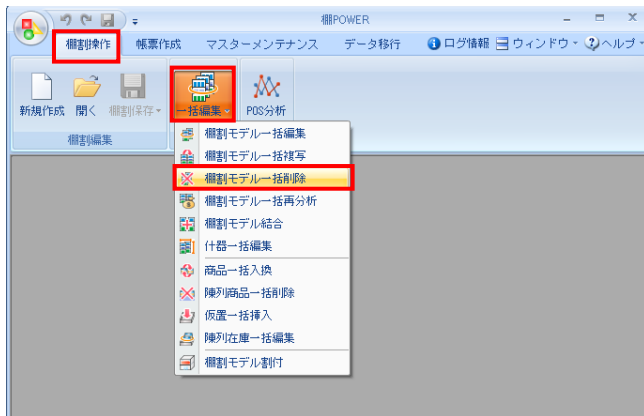 棚POWER
棚割操作 帳票作成 マスターメンテナンス データ移行 ログ情報 ウィンドウ ヘルプ
新規作成 開く 棚割保存 一括編集 POS分析
棚割編集
棚割モデル一括編集
棚割モデル一括複写
棚割モデル一括削除
棚割モデル一括再分析
棚割モデル結合
什器一括編集
商品一括入換
陳列商品一括削除
仮置一括挿入
陳列在庫一括編集
棚割モデル割付